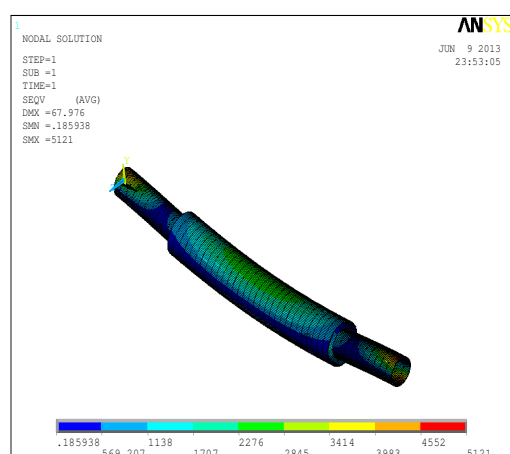 1
NODAL SOLUTION
ANSYS
JUN 9 2013
23:53:05
STEP=1
SUB =1
TIME=1
SEQV (AVG)
DMX =67.976
SMN =.185938
SMX =5121
Y
.185938 1138 2276 3414 4552
569.207 1707 2845 3983 5121